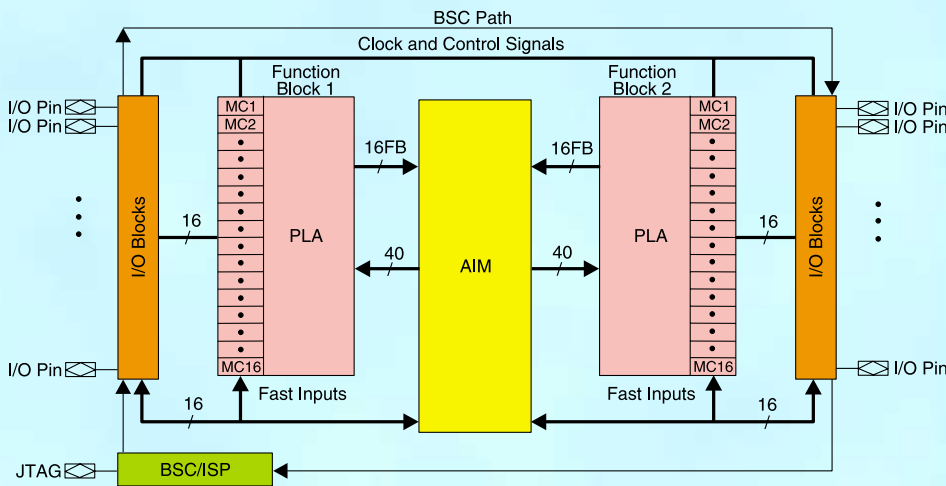 BSC Path
Clock and Control Signals
Function
Block 1
Function
Block 2
I/O Pin
I/O Pin
MC1
MC2
16FB
16FB
MC1
MC2
I/O Pin
I/O Pin
I/O Blocks
16
PLA
40
AIM
40
PLA
16
I/O Blocks
I/O Pin
MC16
MC16
I/O Pin
Fast Inputs
Fast Inputs
16
16
JTAG
BSC/ISP